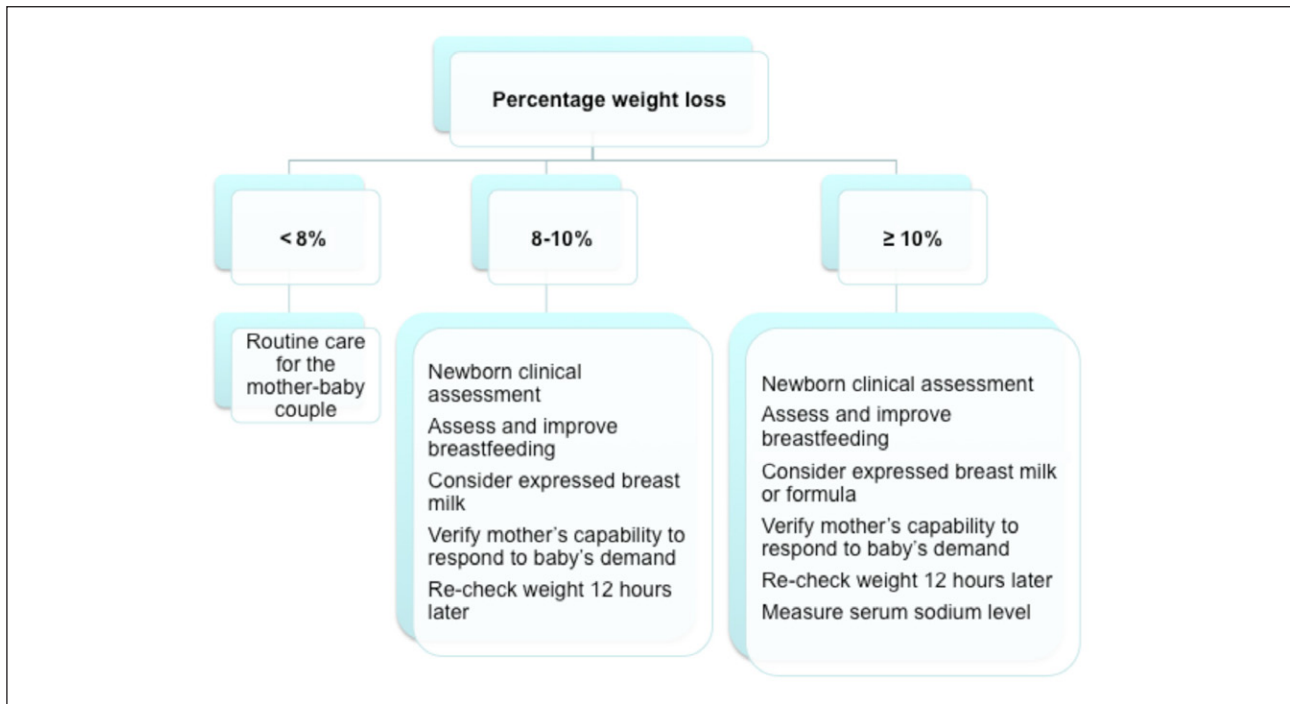 Percentage weight loss
< 8%
8-10%
≥ 10%
Routine care
for the
mother-baby
couple
Newborn clinical
assessment
Assess and improve
breastfeeding
Consider expressed breast
milk
Verify mother's capability to
respond to baby's demand
Re-check weight 12 hours
later
Newborn clinical assessment
Assess and improve
breastfeeding
Consider expressed breast milk
or formula
Verify mother's capability to
respond to baby's demand
Re-check weight 12 hours later
Measure serum sodium level